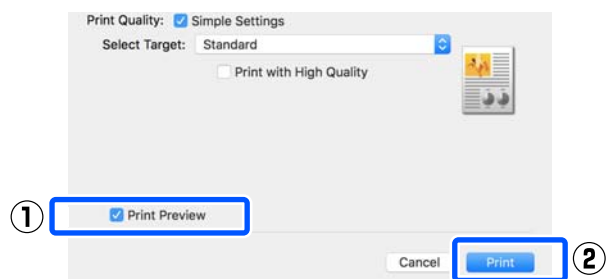 Print Quality: Simple Settings
Select Target: Standard
Print with High Quality
① Print Preview
Cancel Print ②